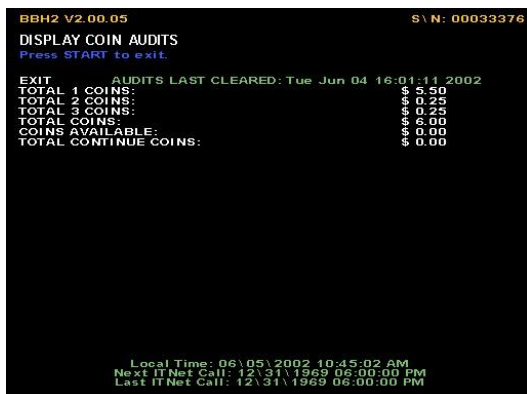 BBH2 V2.00.05 S\N: 00033376
DISPLAY COIN AUDITS
Press START to exit.
EXIT AUDITS LAST CLEARED: Tue Jun 04 16:01:11 2002
TOTAL 1 COINS: $ 5.50
TOTAL 2 COINS: $ 0.25
TOTAL 3 COINS: $ 0.25
TOTAL COINS: $ 6.00
COINS AVAILABLE: $ 0.00
TOTAL CONTINUE COINS: $ 0.00
Local Time: 06\05\2002 10:45:02 AM
Next ITNet Call: 12\31\1969 06:00:00 PM
Last ITNet Call: 12\31\1969 06:00:00 PM